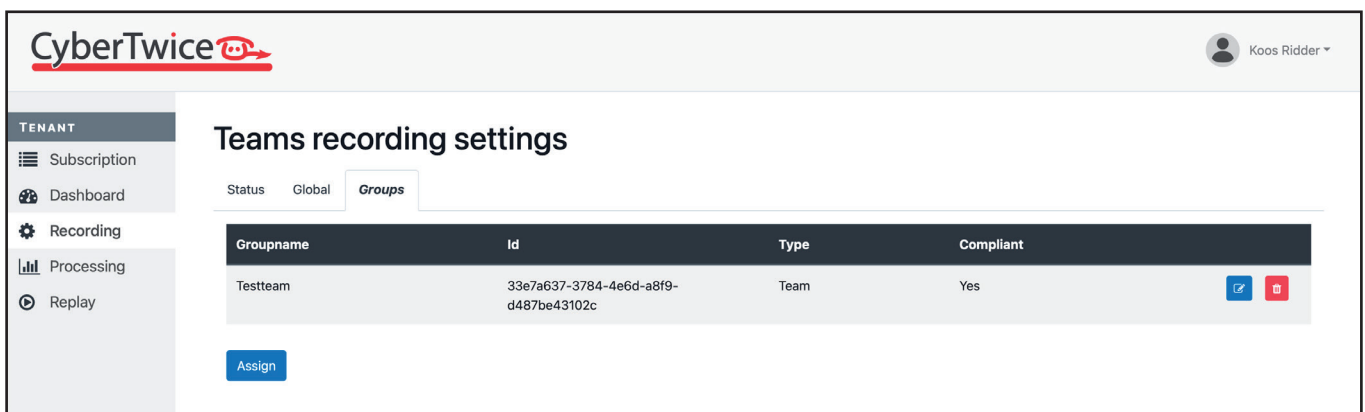 CyberTwice
Koos Ridder
TENANT
Subscription
Dashboard
Recording
Processing
Replay
Teams recording settings
Status Global Groups
Groupname Id Type Compliant
Testteam 33e7a637-3784-4e6d-a8f9- Team Yes
d487be43102c
Assign